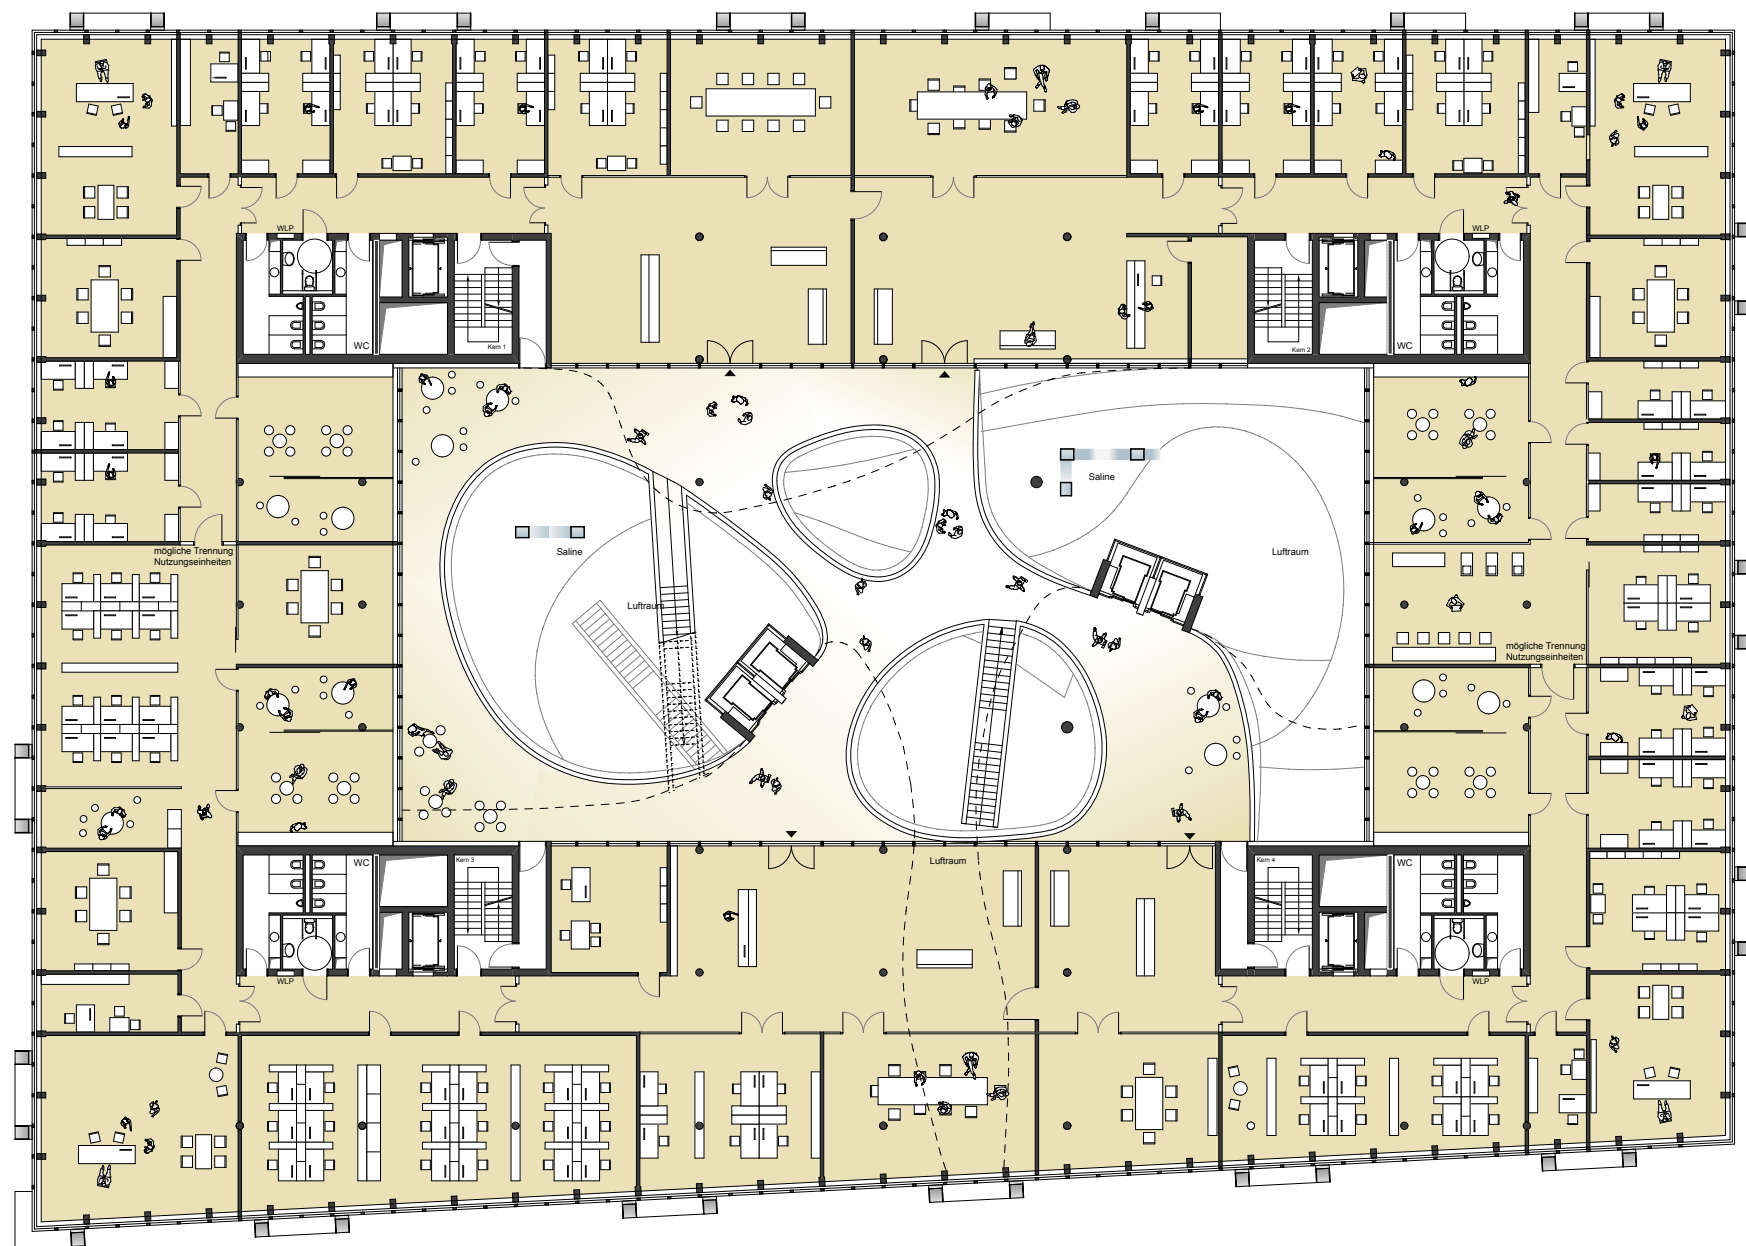 WLP
WLP
WC
Kern 1
Kern 2
WC
Saline
Saline
Luftraum
mögliche Trennung
Nutzungseinheiten
Luftraum
mögliche Trennung
Nutzungseinheiten
WC
Kern 3
Luftraum
Kern 4
WC
WLP
WLP